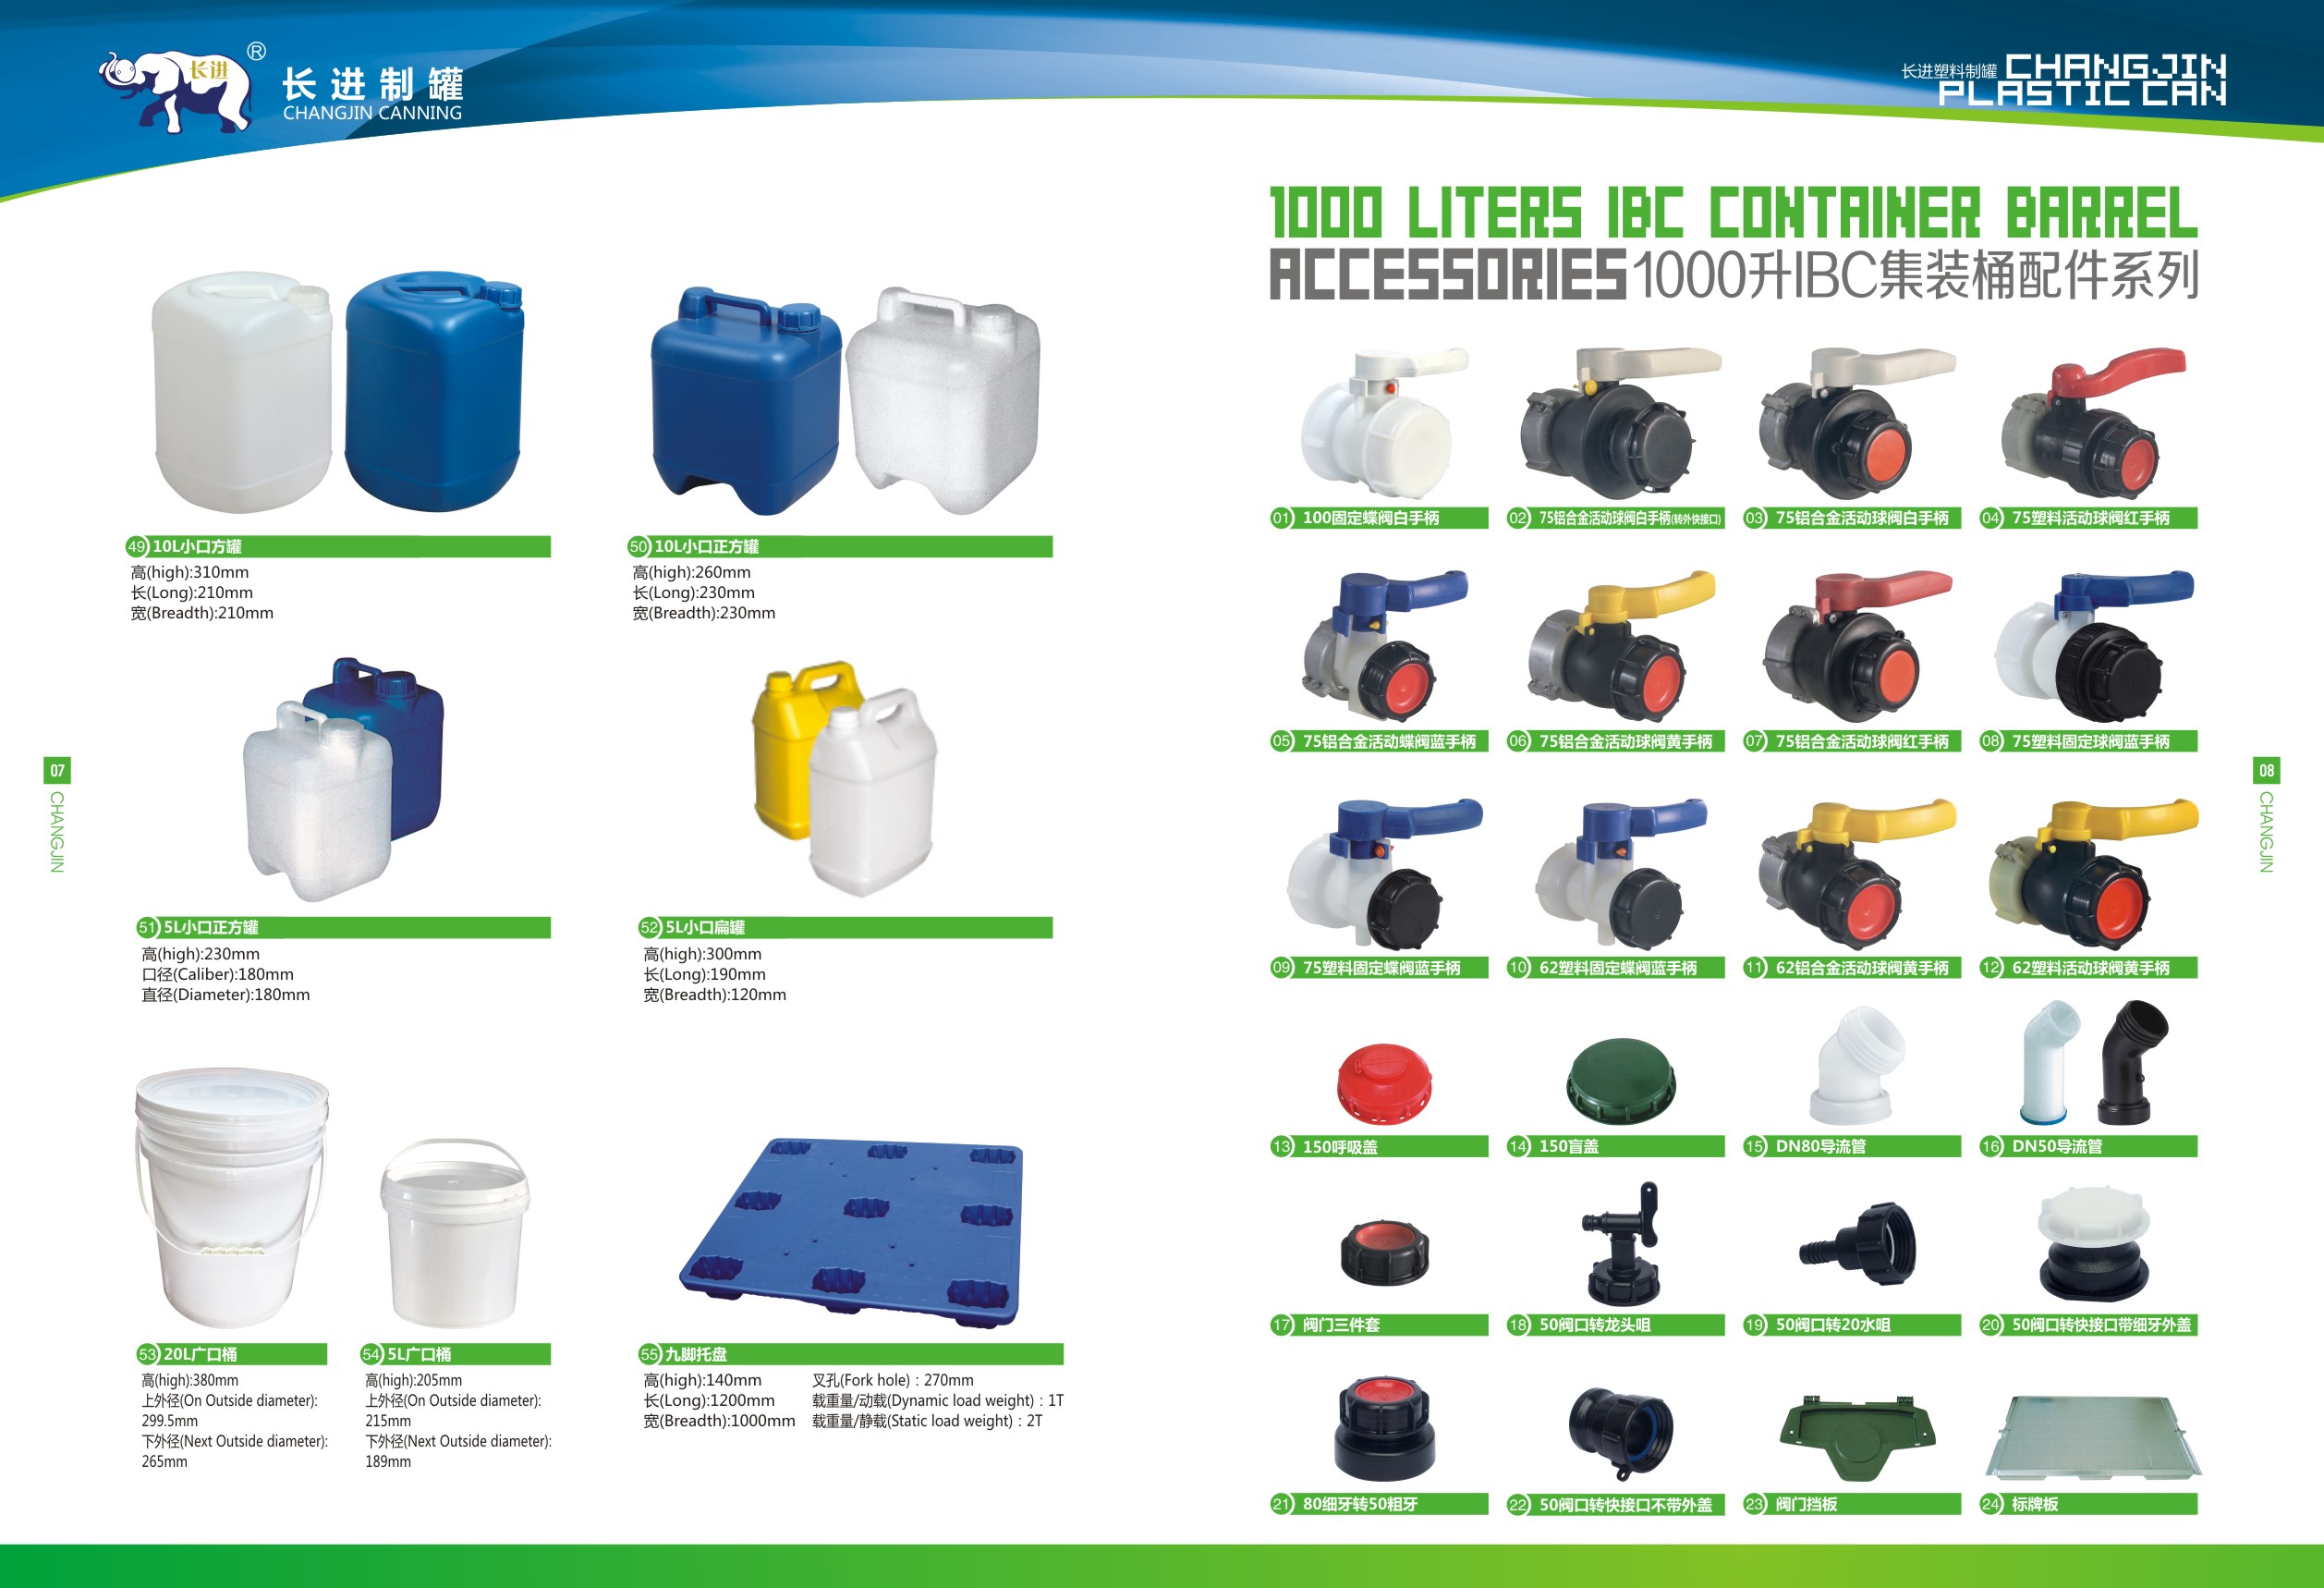 长进
®
长进制罐
CHANGJIN CANNING
长进塑料制罐 CHANGJIN
PLASTIC CAN
49 10L小口方罐
高(high):310mm
长(Long):210mm
宽(Breadth):210mm
50 10L小口正方罐
高(high):260mm
长(Long):230mm
宽(Breadth):230mm
51 5L小口正方罐
高(high):230mm
口径(Caliber):180mm
直径(Diameter):180mm
52 5L小口扁罐
高(high):300mm
长(Long):190mm
宽(Breadth):120mm
53 20L广口桶
高(high):380mm
上外径(On Outside diameter):
299.5mm
下外径(Next Outside diameter):
265mm
54 5L广口桶
高(high):205mm
上外径(On Outside diameter):
215mm
下外径(Next Outside diameter):
189mm
55 九脚托盘
高(high):140mm
长(Long):1200mm
宽(Breadth):1000mm
叉孔(Fork hole)：270mm
载重量/动载(Dynamic load weight)：1T
载重量/静载(Static load weight)：2T
07
CHANGJIN
1000 LITERS IBC CONTAINER BARREL
ACCESSORIES1000升IBC集装桶配件系列
01 100固定蝶阀白手柄
02 75铝合金活动球阀白手柄(转外快接口)
03 75铝合金活动球阀白手柄
04 75塑料活动球阀红手柄
05 75铝合金活动蝶阀蓝手柄
06 75铝合金活动球阀黄手柄
07 75铝合金活动球阀红手柄
08 75塑料固定球阀蓝手柄
09 75塑料固定蝶阀蓝手柄
10 62塑料固定蝶阀蓝手柄
11 62铝合金活动球阀黄手柄
12 62塑料活动球阀黄手柄
13 150呼吸盖
14 150盲盖
15 DN80导流管
16 DN50导流管
17 阀门三件套
18 50阀口转龙头咀
19 50阀口转20水咀
20 50阀口转快接口带细牙外盖
21 80细牙转50粗牙
22 50阀口转快接口不带外盖
23 阀门挡板
24 标牌板
08
CHANGJIN